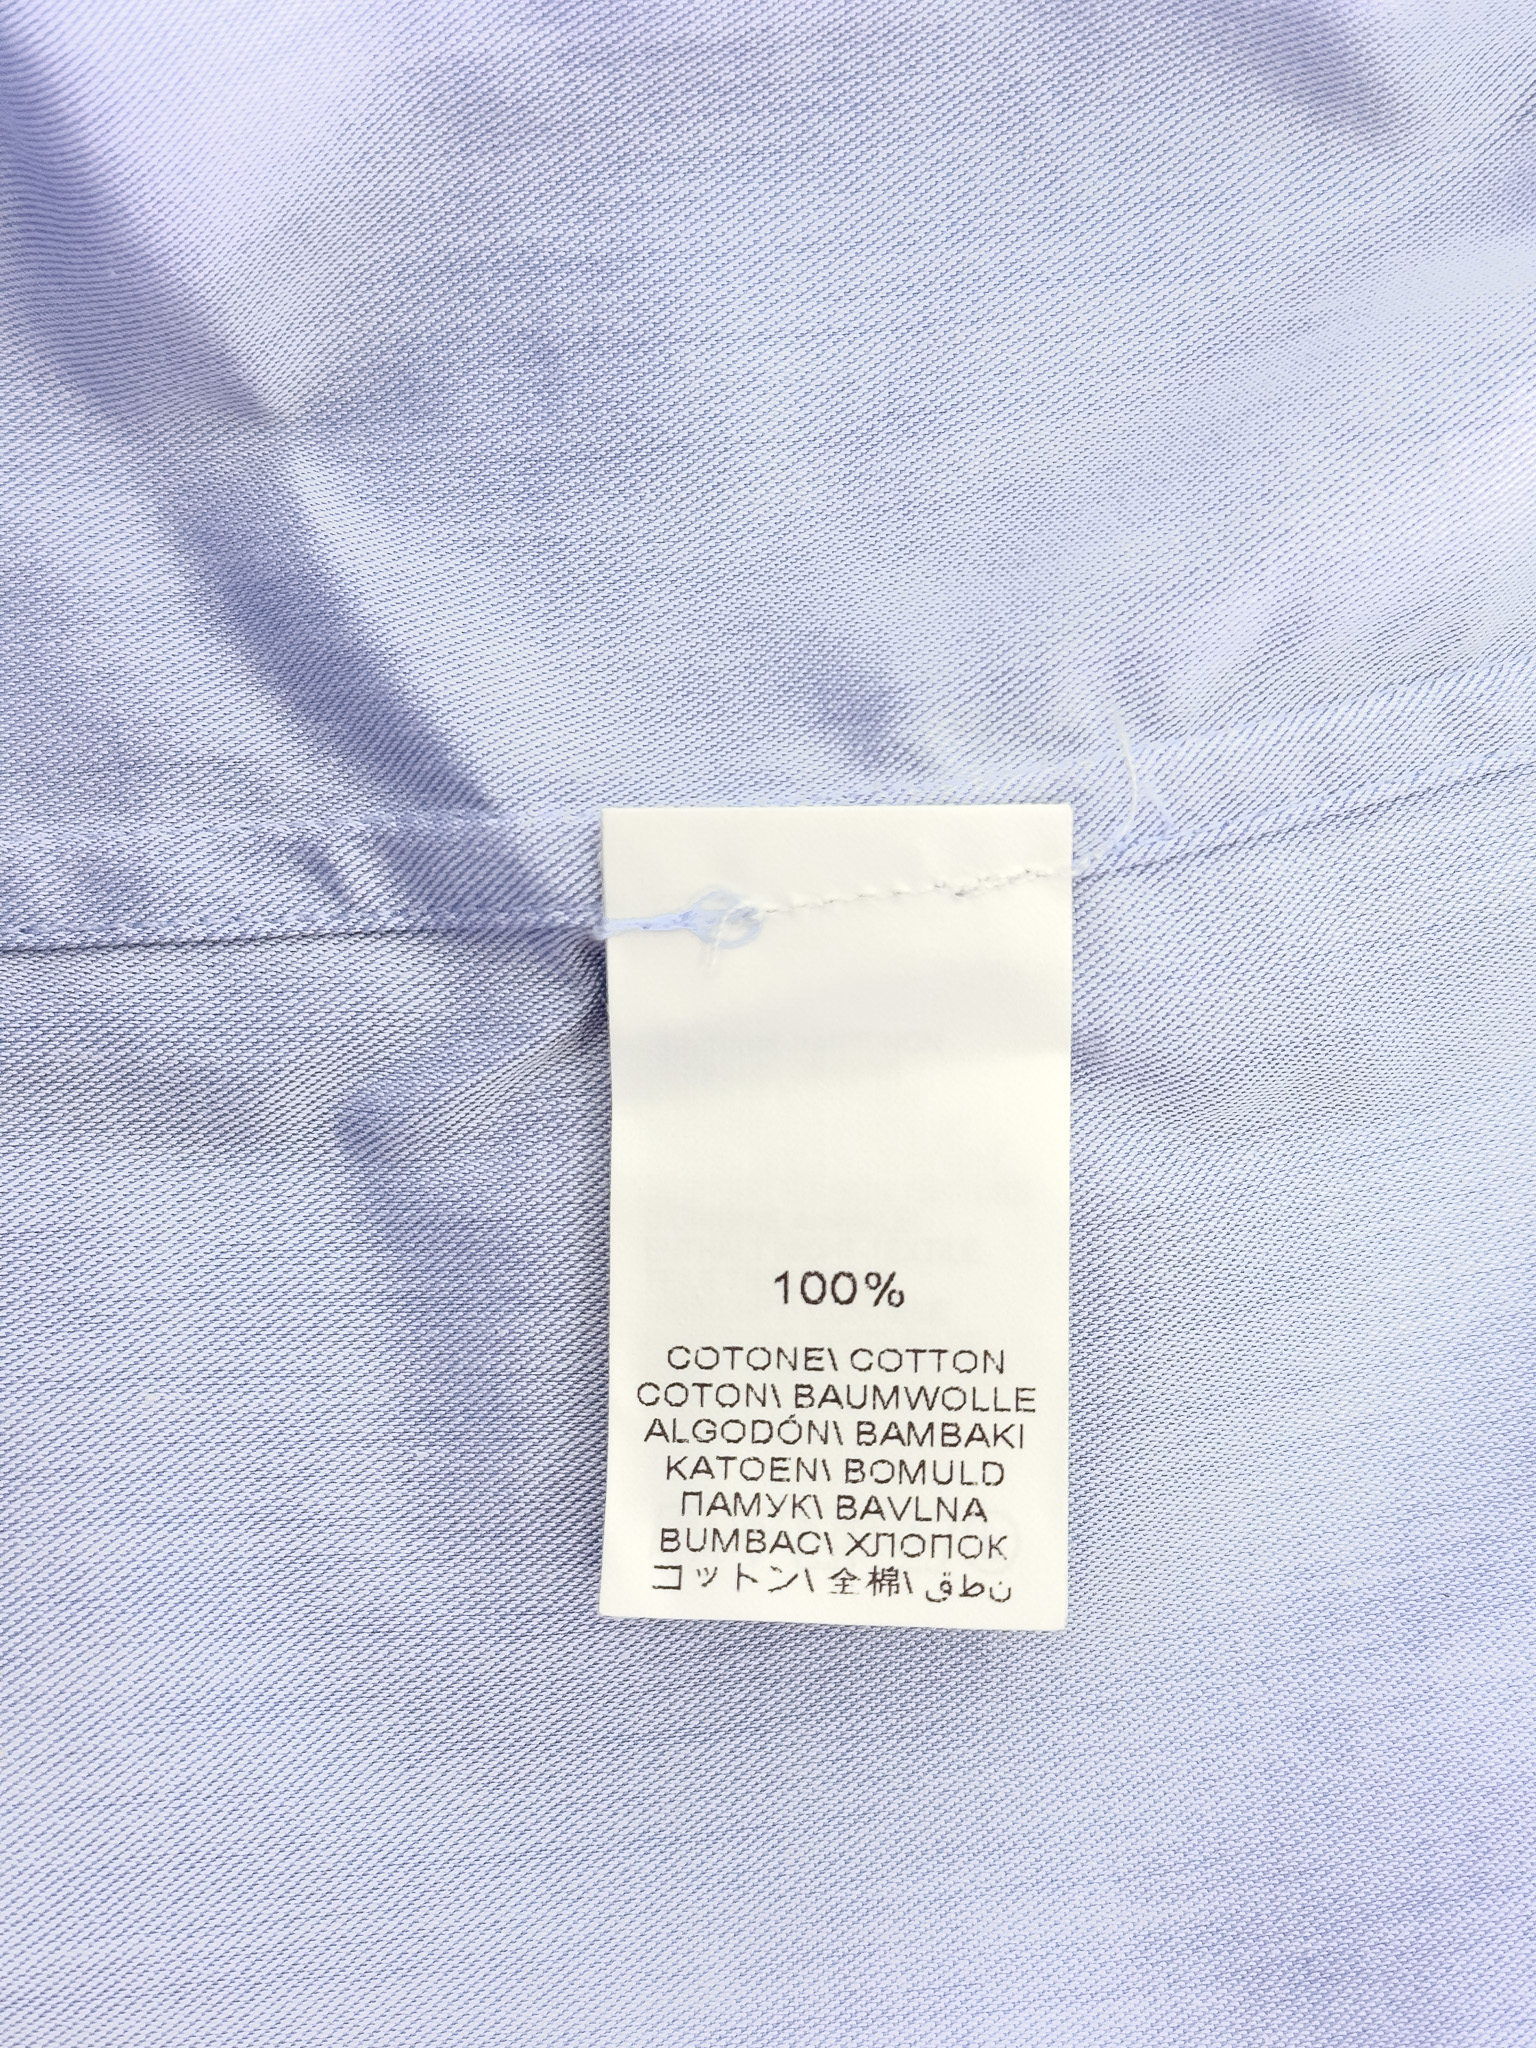 100%
COTONE\ COTTON
COTON\ BAUMWOLLE
ALGODÓN\ BAMBAKI
KATOEN\ BOMULD
ПАМУК\ BAVLNA
BUMBAC\ ХЛОПОК
コットン\ 全棉\ قطن